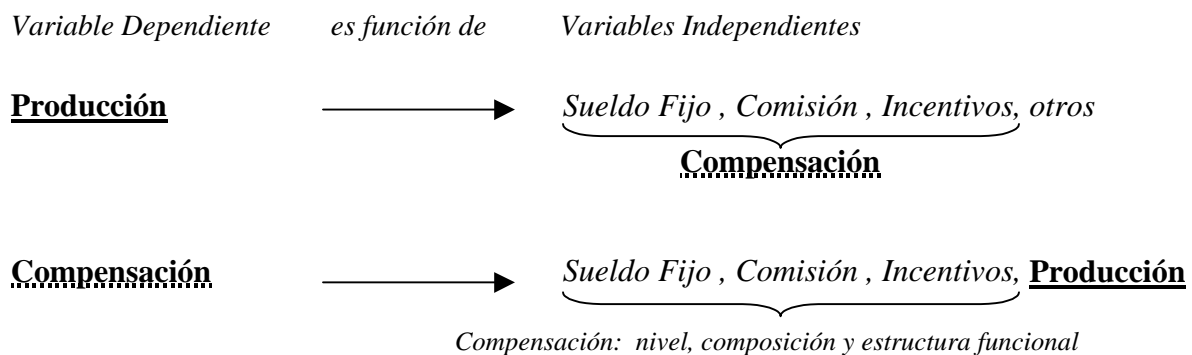 Variable Dependiente es función de Variables Independientes
Producción Sueldo Fijo , Comisión , Incentivos, otros
Compensación
Compensación Sueldo Fijo , Comisión , Incentivos, Producción
Compensación: nivel, composición y estructura funcional